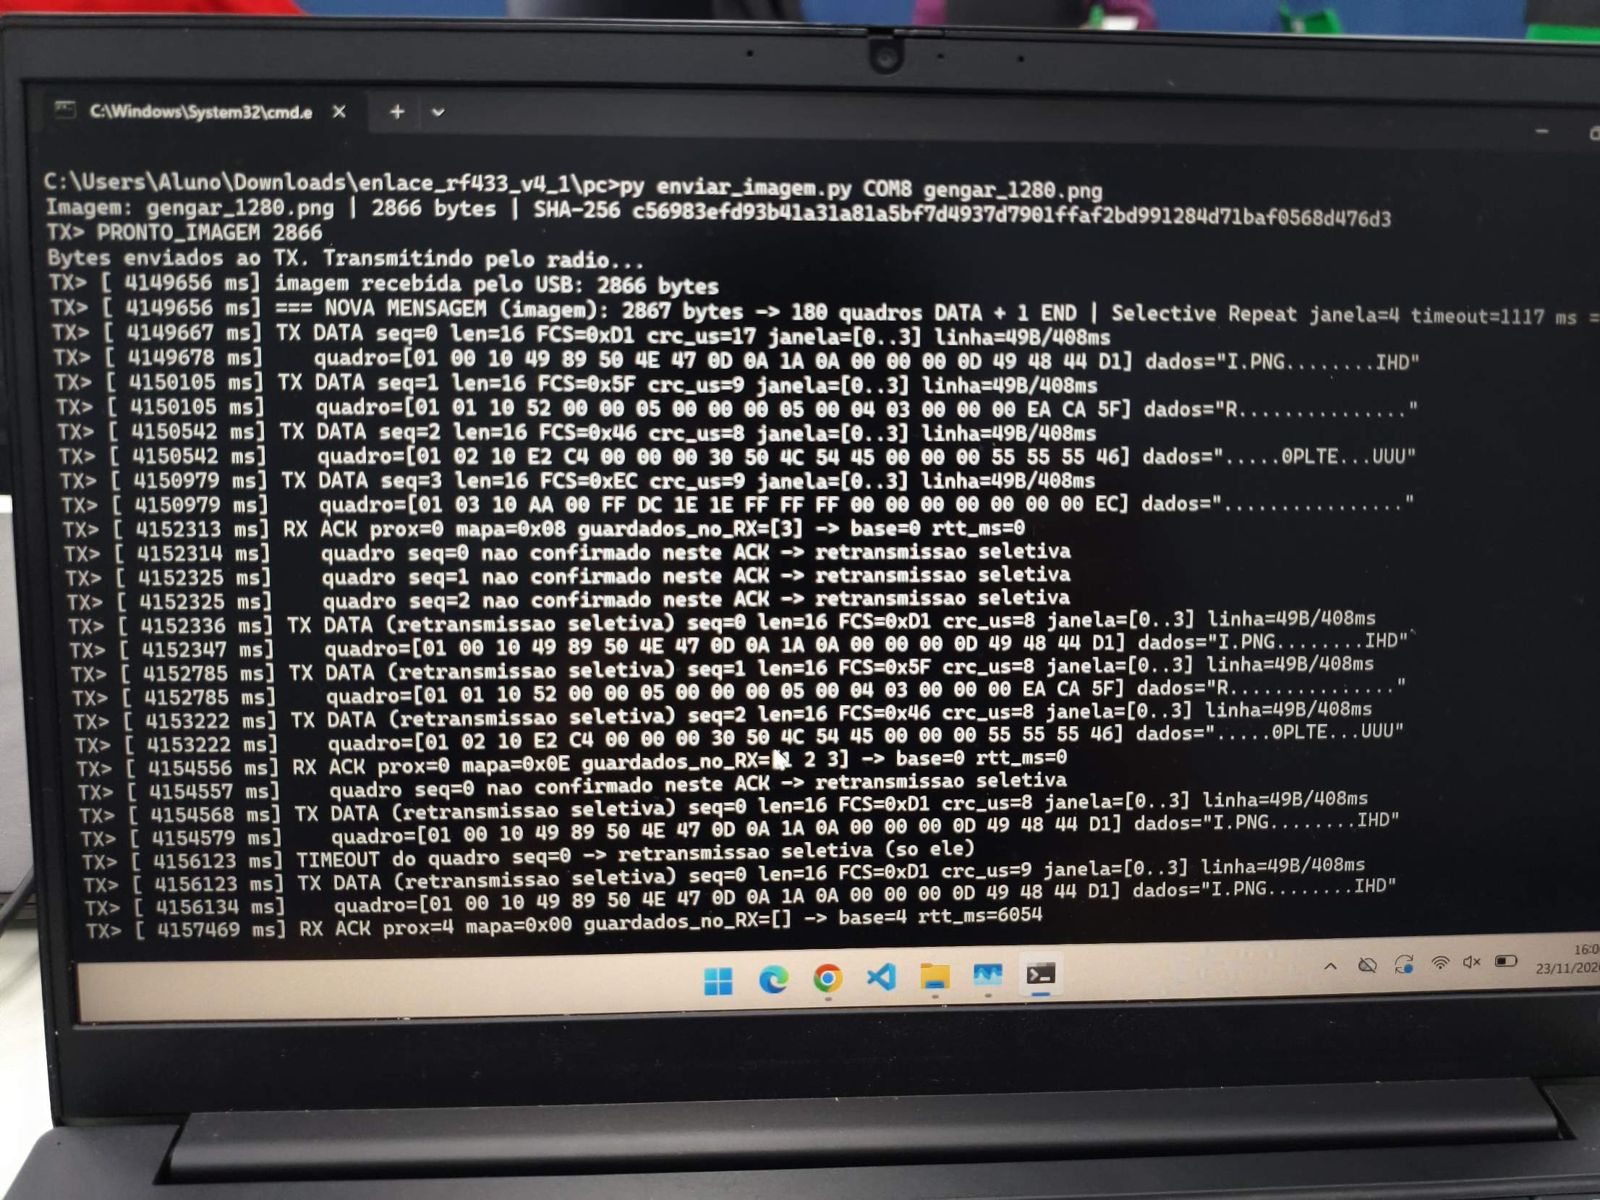 C:\Windows\System32\cmd.e
C:\Users\Aluno\Downloads\enlace_rf433_v4_1\pc>py enviar_imagem.py COM8 gengar_1280.png
Imagem: gengar_1280.png | 2866 bytes | SHA-256 c56983efd93b41a31a81a5bf7d4937d7901ffaf2bd991284d71baf0568d476d3
TX> PRONTO_IMAGEM 2866
Bytes enviados ao TX. Transmitindo pelo radio...
TX> [ 4149656 ms] imagem recebida pelo USB: 2866 bytes
TX> [ 4149656 ms] === NOVA MENSAGEM (imagem): 2867 bytes -> 180 quadros DATA + 1 END | Selective Repeat janela=4 timeout=1117 ms =
TX> [ 4149667 ms] TX DATA seq=0 len=16 FCS=0xD1 crc_us=17 janela=[0..3] linha=49B/408ms
TX> [ 4149678 ms] quadro=[01 00 10 49 89 50 4E 47 0D 0A 1A 0A 00 00 00 0D 49 48 44 D1] dados="I.PNG........IHD"
TX> [ 4150105 ms] TX DATA seq=1 len=16 FCS=0x5F crc_us=9 janela=[0..3] linha=49B/408ms
TX> [ 4150105 ms] quadro=[01 01 10 52 00 00 05 00 00 00 05 00 04 03 00 00 00 EA CA 5F] dados="R..............."
TX> [ 4150542 ms] TX DATA seq=2 len=16 FCS=0x46 crc_us=8 janela=[0..3] linha=49B/408ms
TX> [ 4150542 ms] quadro=[01 02 10 E2 C4 00 00 00 30 50 4C 54 45 00 00 00 55 55 55 46] dados=".....0PLTE...UUU"
TX> [ 4150979 ms] TX DATA seq=3 len=16 FCS=0xEC crc_us=9 janela=[0..3] linha=49B/408ms
TX> [ 4150979 ms] quadro=[01 03 10 AA 00 FF DC 1E 1E FF FF FF 00 00 00 00 00 00 00 EC] dados="................"
TX> [ 4152313 ms] RX ACK prox=0 mapa=0x08 guardados_no_RX=[3] -> base=0 rtt_ms=0
TX> [ 4152314 ms] quadro seq=0 nao confirmado neste ACK -> retransmissao seletiva
TX> [ 4152325 ms] quadro seq=1 nao confirmado neste ACK -> retransmissao seletiva
TX> [ 4152325 ms] quadro seq=2 nao confirmado neste ACK -> retransmissao seletiva
TX> [ 4152336 ms] TX DATA (retransmissao seletiva) seq=0 len=16 FCS=0xD1 crc_us=8 janela=[0..3] linha=49B/408ms
TX> [ 4152347 ms] quadro=[01 00 10 49 89 50 4E 47 0D 0A 1A 0A 00 00 00 0D 49 48 44 D1] dados="I.PNG........IHD"
TX> [ 4152785 ms] TX DATA (retransmissao seletiva) seq=1 len=16 FCS=0x5F crc_us=8 janela=[0..3] linha=49B/408ms
TX> [ 4152785 ms] quadro=[01 01 10 52 00 00 05 00 00 00 05 00 04 03 00 00 00 EA CA 5F] dados="R..............."
TX> [ 4153222 ms] TX DATA (retransmissao seletiva) seq=2 len=16 FCS=0x46 crc_us=8 janela=[0..3] linha=49B/408ms
TX> [ 4153222 ms] quadro=[01 02 10 E2 C4 00 00 00 30 50 4C 54 45 00 00 00 55 55 55 46] dados=".....0PLTE...UUU"
TX> [ 4154556 ms] RX ACK prox=0 mapa=0x0E guardados_no_RX=[1 2 3] -> base=0 rtt_ms=0
TX> [ 4154557 ms] quadro seq=0 nao confirmado neste ACK -> retransmissao seletiva
TX> [ 4154568 ms] TX DATA (retransmissao seletiva) seq=0 len=16 FCS=0xD1 crc_us=8 janela=[0..3] linha=49B/408ms
TX> [ 4154579 ms] quadro=[01 00 10 49 89 50 4E 47 0D 0A 1A 0A 00 00 00 0D 49 48 44 D1] dados="I.PNG........IHD"
TX> [ 4156123 ms] TIMEOUT do quadro seq=0 -> retransmissao seletiva (so ele)
TX> [ 4156123 ms] TX DATA (retransmissao seletiva) seq=0 len=16 FCS=0xD1 crc_us=9 janela=[0..3] linha=49B/408ms
TX> [ 4156134 ms] quadro=[01 00 10 49 89 50 4E 47 0D 0A 1A 0A 00 00 00 0D 49 48 44 D1] dados="I.PNG........IHD"
TX> [ 4157469 ms] RX ACK prox=4 mapa=0x00 guardados_no_RX=[] -> base=4 rtt_ms=6054
16:0
23/11/202